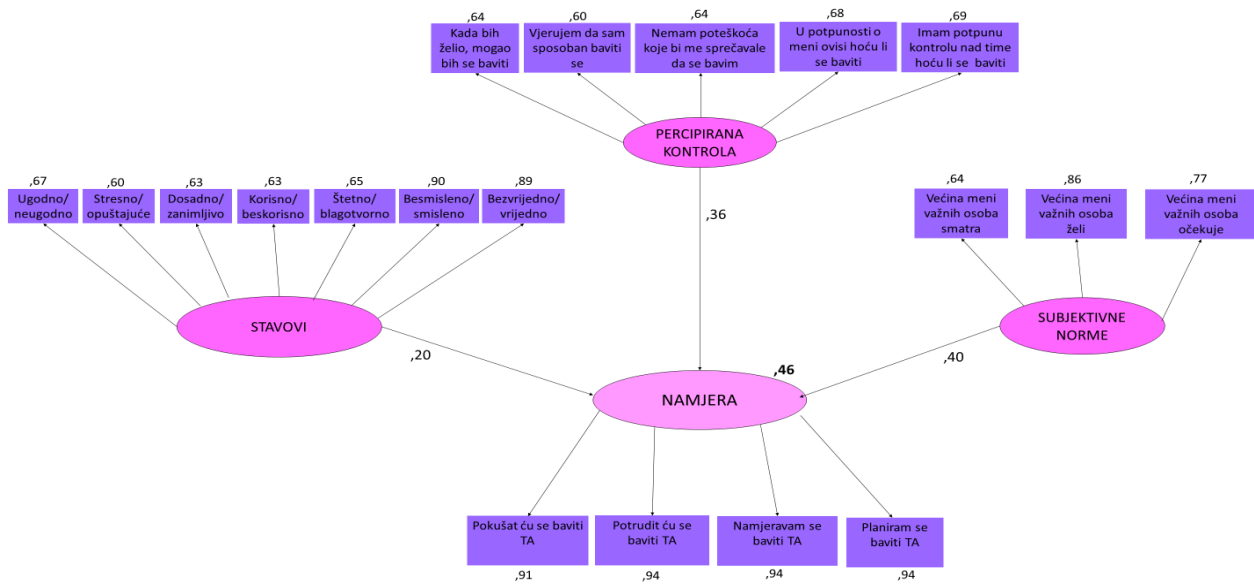 ,64
,60
,64
,68
,69
Kada bih
želio, mogao
bih se baviti
Vjerujem da sam
sposoban baviti
se
Nemam poteškoća
koje bi me sprečavale
da se bavim
U potpunosti o
meni ovisi hoću li
se baviti
Imam potpunu
kontrolu nad time
hoću li se baviti
PERCIPIRANA
KONTROLA
,67
,60
,63
,63
,65
,90
,89
Ugodno/
neugodno
Stresno/
opuštajuće
Dosadno/
zanimljivo
Korisno/
beskorisno
Štetno/
blagotvorno
Besmisleno/
smisleno
Bezvrijedno/
vrijedno
,64
,86
,77
Većina meni
važnih osoba
smatra
Većina meni
važnih osoba
želi
Većina meni
važnih osoba
očekuje
,36
STAVOVI
SUBJEKTIVNE
NORME
,20
,40
,46
NAMJERA
Pokušat ću se baviti
TA
Potrudit ću se
baviti TA
Namjeravam se
baviti TA
Planiram se
baviti TA
,91
,94
,94
,94